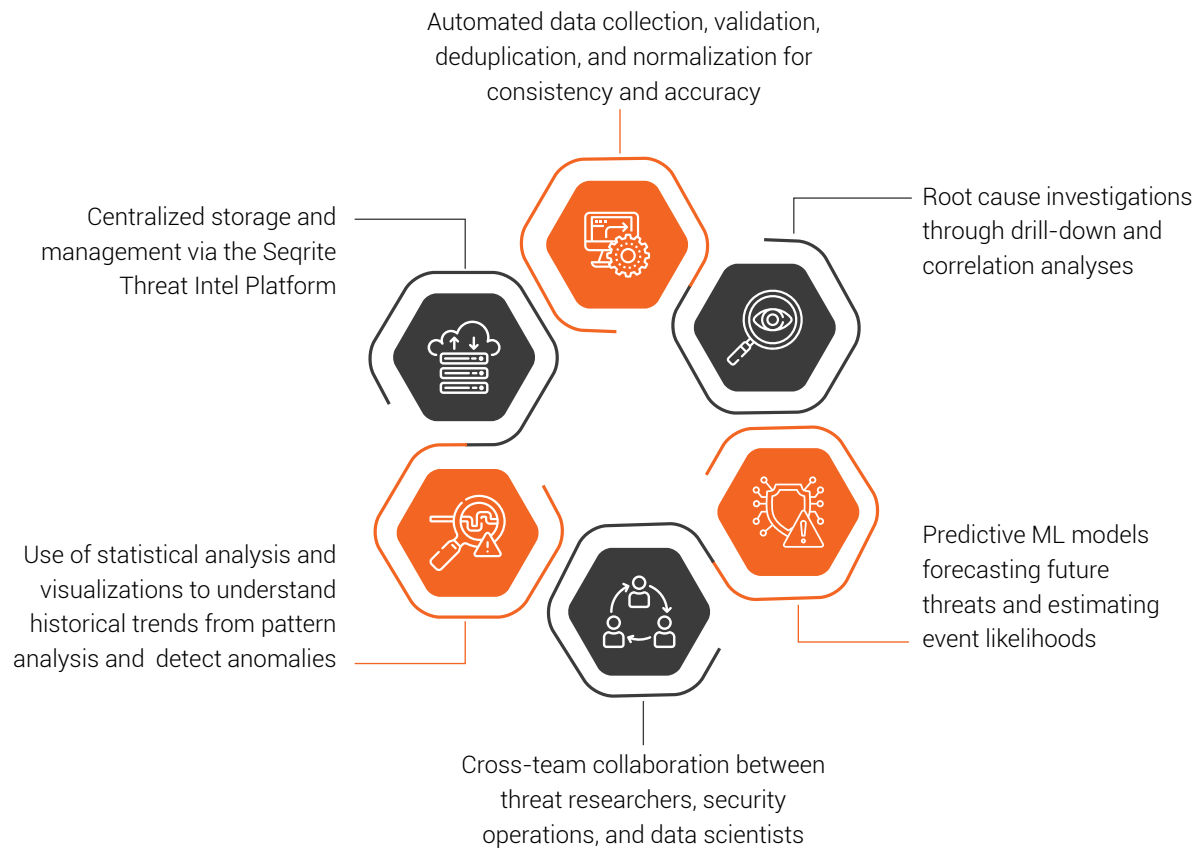 Automated data collection, validation,
deduplication, and normalization for
consistency and accuracy
Centralized storage and
management via the Seqrite
Threat Intel Platform
Root cause investigations
through drill-down and
correlation analyses
Use of statistical analysis and
visualizations to understand
historical trends from pattern
analysis and  detect anomalies
Predictive ML models
forecasting future
threats and estimating
event likelihoods
Cross-team collaboration between
threat researchers, security
operations, and data scientists